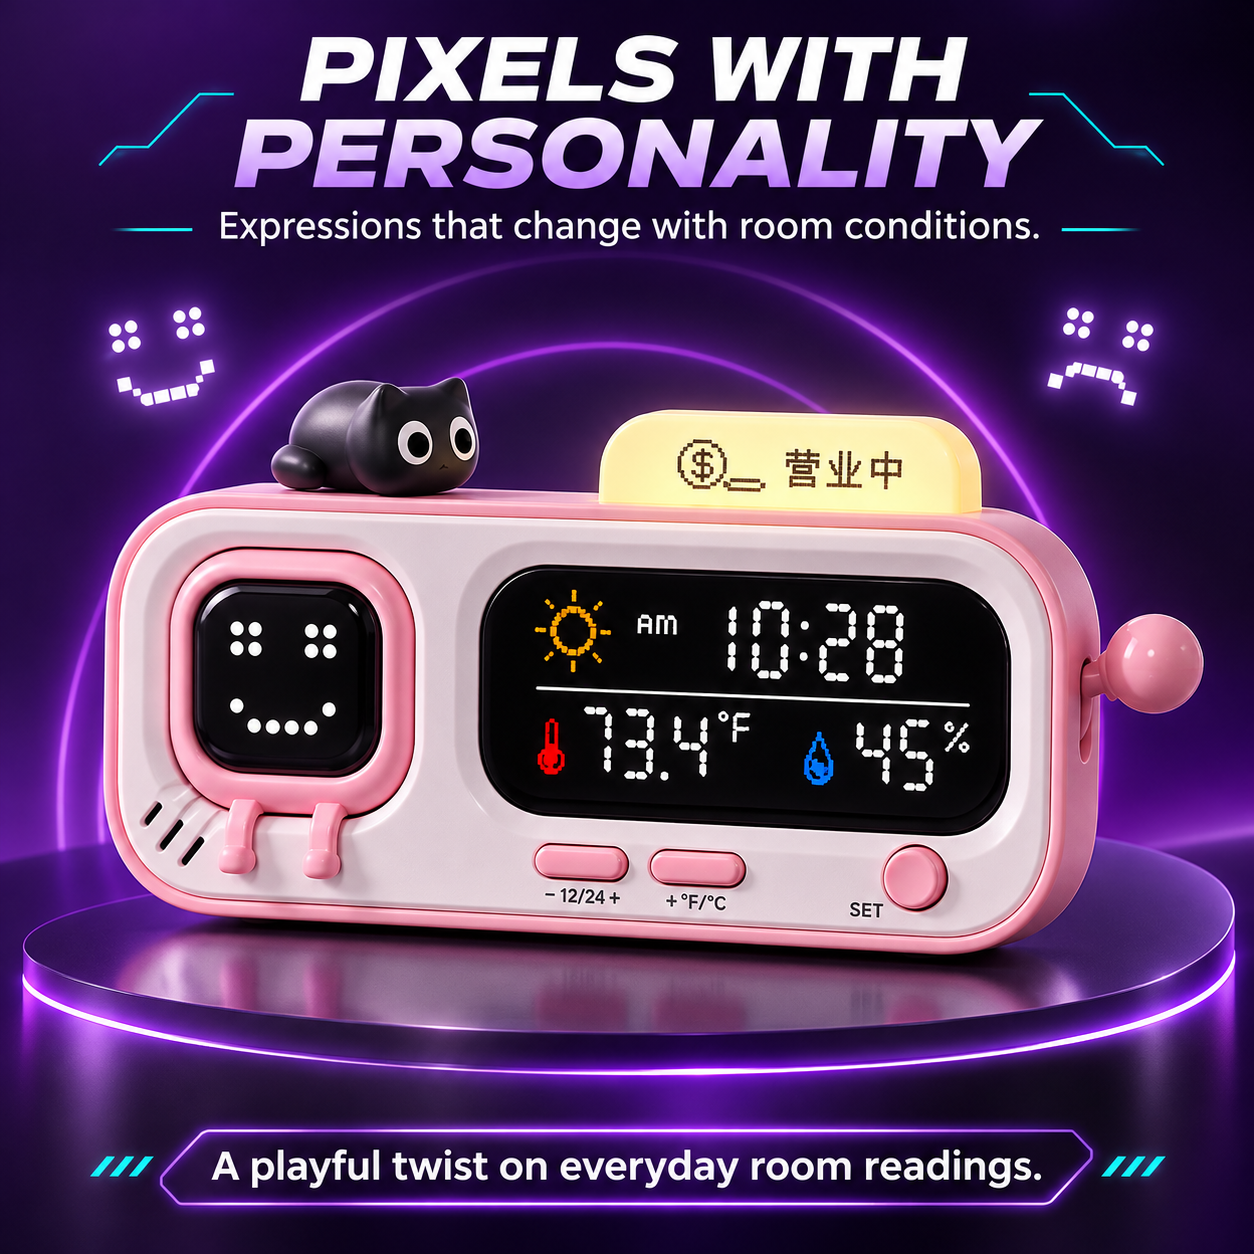 PIXELS WITH
PERSONALITY
Expressions that change with room conditions.
$ 营业中
AM 10:28
73.4°F 45%
- 12/24 + + °F/°C
SET
A playful twist on everyday room readings.